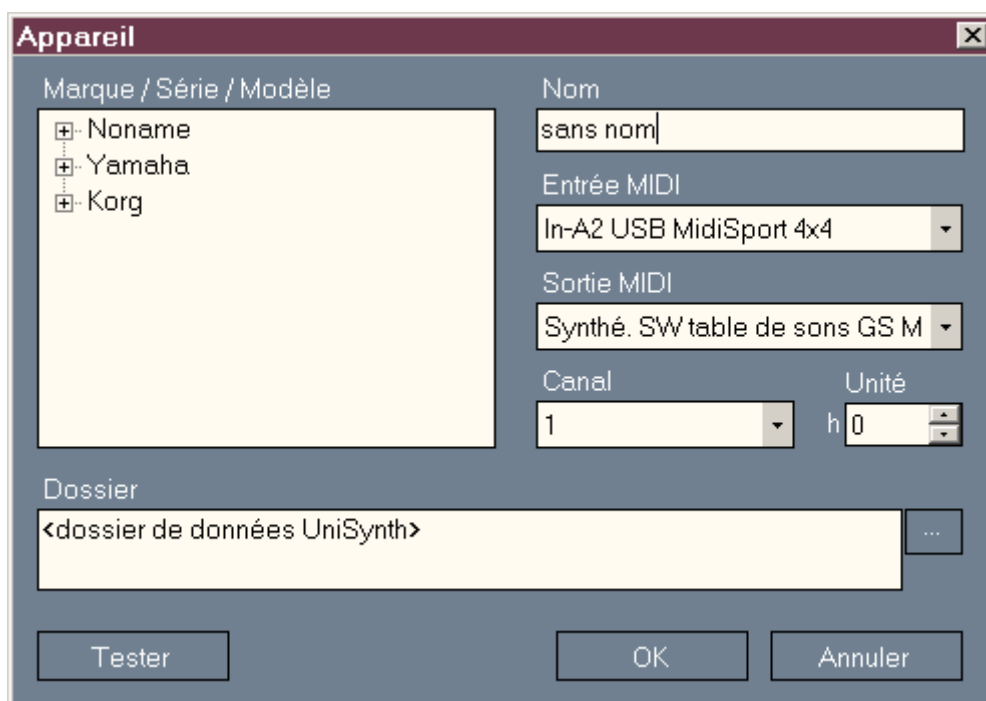 Appareil
Marque / Série / Modèle
Noname
Yamaha
Korg
Nom
sans nom
Entrée MIDI
In-A2 USB MidiSport 4x4
Sortie MIDI
Synthé. SW table de sons GS M
Canal
Unité
1
h 0
Dossier
<dossier de données UniSynth>
...
Tester
OK
Annuler